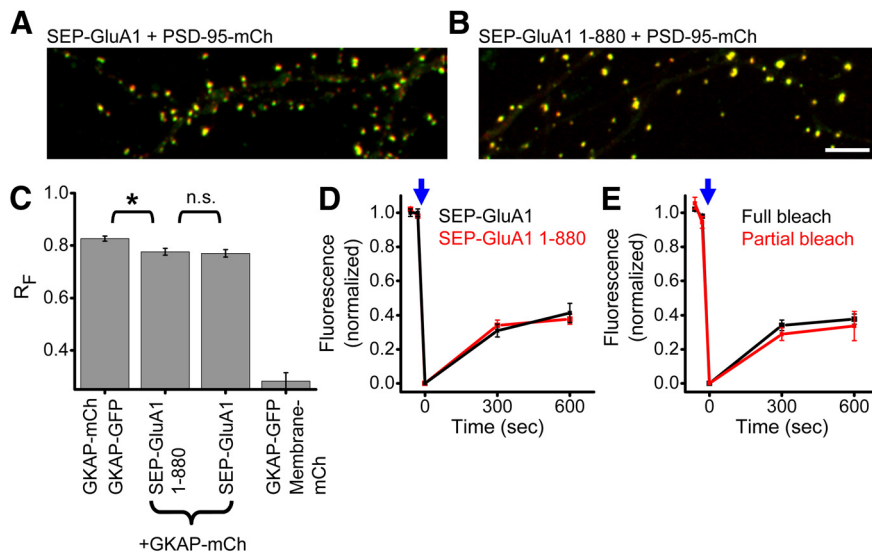 A
SEP-GluA1 + PSD-95-mCh
B
SEP-GluA1 1-880 + PSD-95-mCh
C
R_F
1.0
0.8
0.6
0.4
*
n.s.
GKAP-mCh
GKAP-GFP
SEP-GluA1
1-880
SEP-GluA1
GKAP-GFP
Membrane-
mCh
+GKAP-mCh
D
Fluorescence
(normalized)
1.0
0.8
0.6
0.4
0.2
0.0
SEP-GluA1
SEP-GluA1 1-880
0 300 600
Time (sec)
E
Fluorescence
(normalized)
1.0
0.8
0.6
0.4
0.2
0.0
Full bleach
Partial bleach
0 300 600
Time (sec)